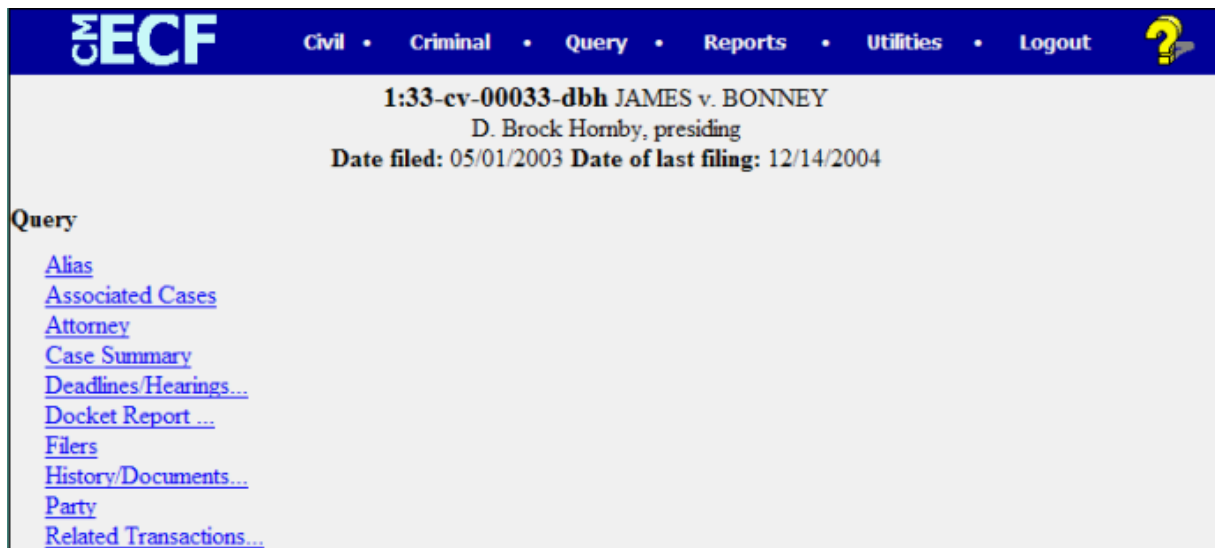 CM ECF Civil • Criminal • Query • Reports • Utilities • Logout ?
1:33-cv-00033-dbh JAMES v. BONNEY
D. Brock Hornby, presiding
Date filed: 05/01/2003 Date of last filing: 12/14/2004
Query
Alias
Associated Cases
Attorney
Case Summary
Deadlines/Hearings...
Docket Report ...
Filers
History/Documents...
Party
Related Transactions...